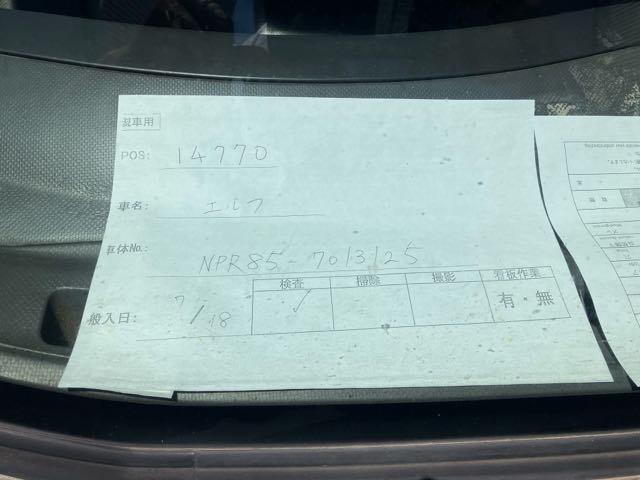 現車用
POS: 14770
車名: エルフ
車体No.: NPR85-7013125
検査 掃除 撮影 看板作業
搬入日: 7/18 ✓ 有・無